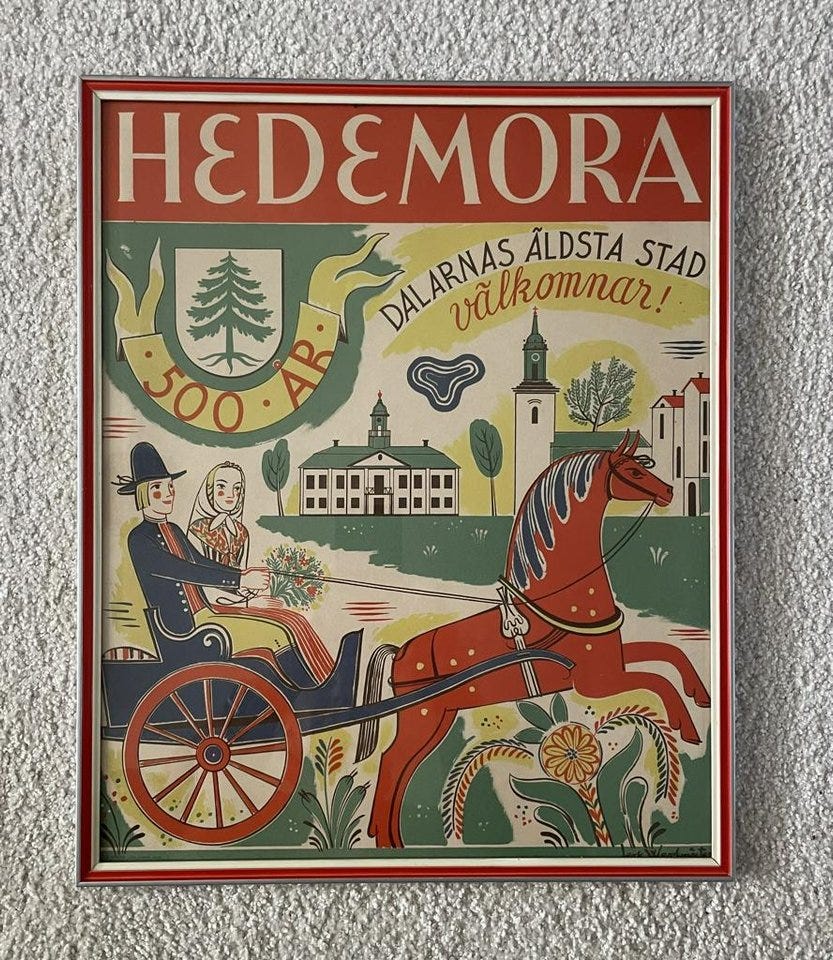 HEDEMORA
DALARNAS ÄLDSTA STAD
välkomnar!
· 500 · ÅR ·